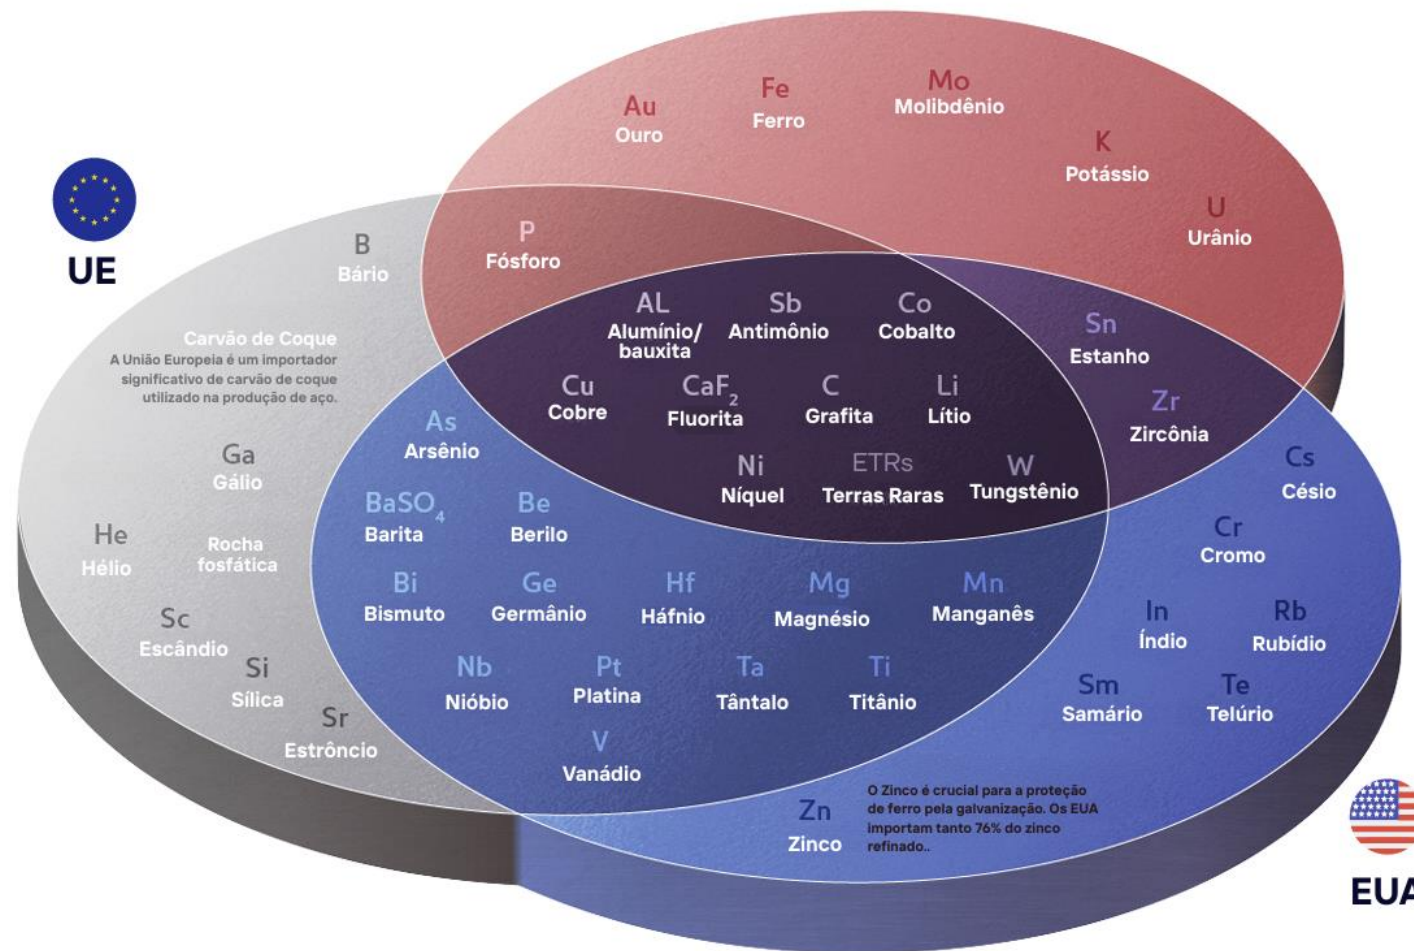 Au
Ouro
Fe
Ferro
Mo
Molibdênio
K
Potássio
U
Urânio
UE
B
Bário
P
Fósforo
Carvão de Coque
A União Europeia é um importador
significativo de carvão de coque
utilizado na produção de aço.
AL
Alumínio/
bauxita
Sb
Antimônio
Co
Cobalto
Sn
Estanho
Cu
Cobre
CaF₂
Fluorita
C
Grafita
Li
Lítio
Zr
Zircônia
As
Arsênio
Ga
Gálio
Ni
Níquel
ETRs
Terras Raras
W
Tungstênio
Cs
Césio
BaSO₄
Barita
Be
Berilo
He
Hélio
Rocha
fosfática
Cr
Cromo
Bi
Bismuto
Ge
Germânio
Hf
Háfnio
Mg
Magnésio
Mn
Manganês
In
Índio
Rb
Rubídio
Sc
Escândio
Si
Sílica
Nb
Nióbio
Pt
Platina
Ta
Tântalo
Ti
Titânio
Sm
Samário
Te
Telúrio
Sr
Estrôncio
V
Vanádio
Zn
Zinco
O Zinco é crucial para a proteção
de ferro pela galvanização. Os EUA
importam tanto 76% do zinco
refinado..
EUA